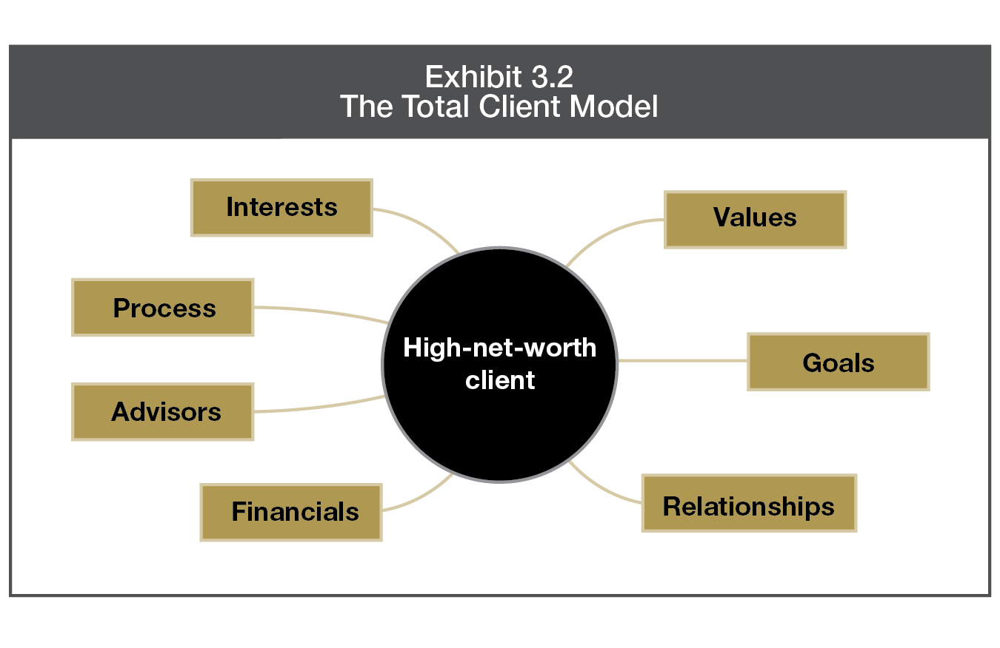 Exhibit 3.2
The Total Client Model
Interests
Values
Process
High-net-worth
client
Goals
Advisors
Financials
Relationships